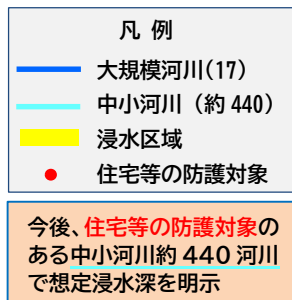 凡 例
大規模河川(17)
中小河川（約 440）
浸水区域
住宅等の防護対象
今後、住宅等の防護対象の
ある中小河川約 440 河川
で想定浸水深を明示